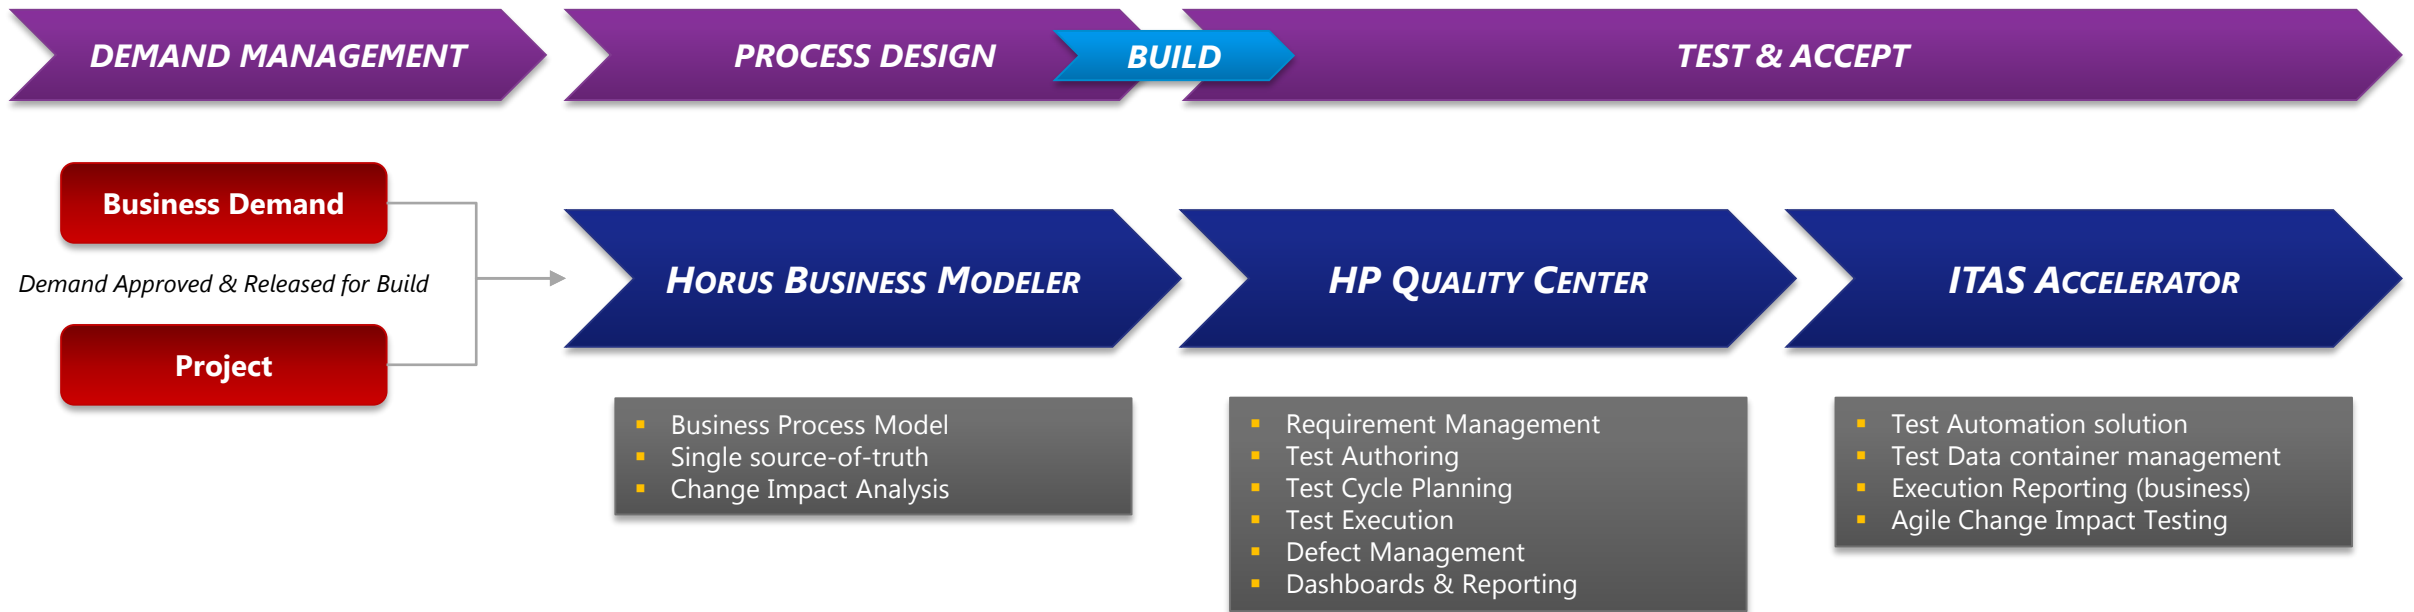 DEMAND MANAGEMENT
PROCESS DESIGN
BUILD
TEST & ACCEPT
Business Demand
Demand Approved & Released for Build
Project
HORUS BUSINESS MODELER
HP QUALITY CENTER
ITAS ACCELERATOR
▪ Business Process Model
▪ Single source-of-truth
▪ Change Impact Analysis
▪ Requirement Management
▪ Test Authoring
▪ Test Cycle Planning
▪ Test Execution
▪ Defect Management
▪ Dashboards & Reporting
▪ Test Automation solution
▪ Test Data container management
▪ Execution Reporting (business)
▪ Agile Change Impact Testing